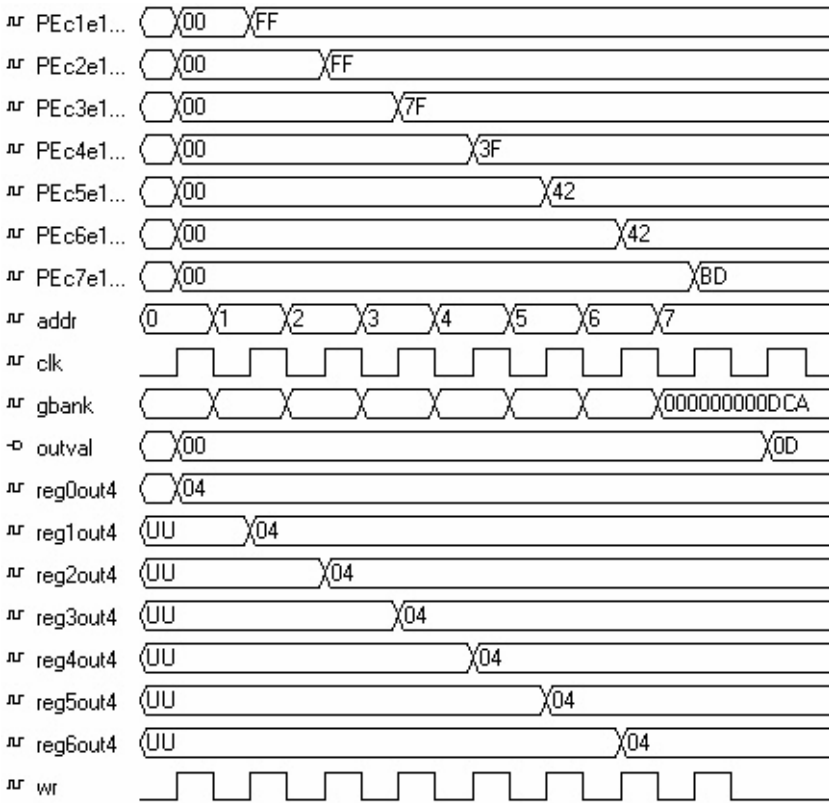 PEc1e1... 00 FF
PEc2e1... 00 FF
PEc3e1... 00 7F
PEc4e1... 00 3F
PEc5e1... 00 42
PEc6e1... 00 42
PEc7e1... 00 BD
addr 0 1 2 3 4 5 6 7
clk
gbank 000000000DCA
outval 00 0D
reg0out4 04
reg1out4 UU 04
reg2out4 UU 04
reg3out4 UU 04
reg4out4 UU 04
reg5out4 UU 04
reg6out4 UU 04
wr